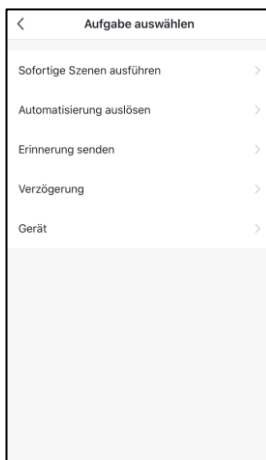 Aufgabe auswählen
Sofortige Szenen ausführen
Automatisierung auslösen
Erinnerung senden
Verzögerung
Gerät